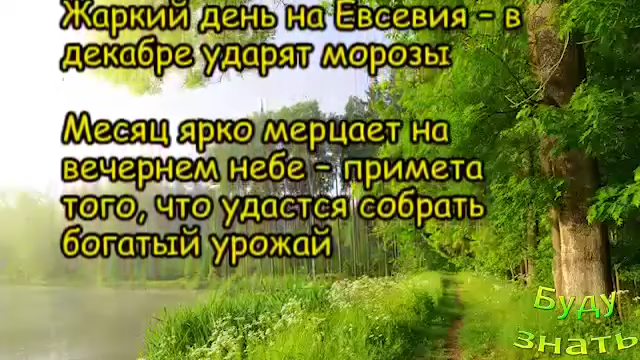 Жаркий день на Евсевия – в
декабре ударят морозы
Месяц ярко мерцает на
вечернем небе – примета
того, что удастся собрать
богатый урожай
Буду
знать